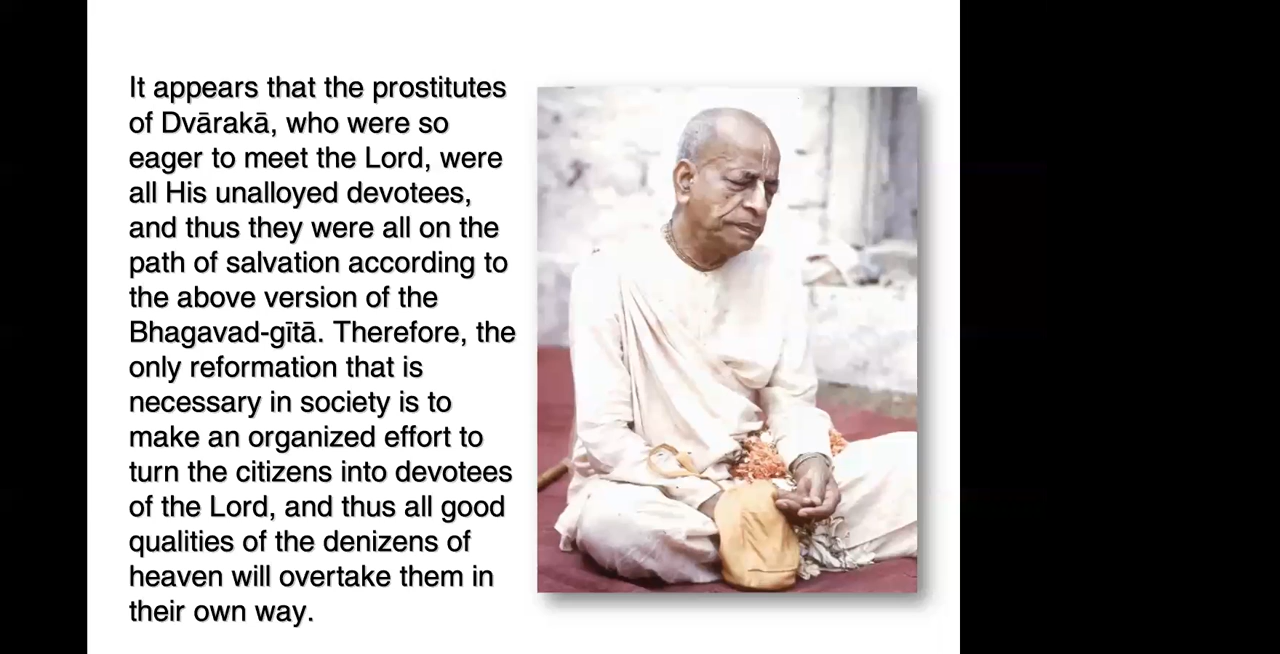 It appears that the prostitutes
of Dvārakā, who were so
eager to meet the Lord, were
all His unalloyed devotees,
and thus they were all on the
path of salvation according to
the above version of the
Bhagavad-gītā. Therefore, the
only reformation that is
necessary in society is to
make an organized effort to
turn the citizens into devotees
of the Lord, and thus all good
qualities of the denizens of
heaven will overtake them in
their own way.